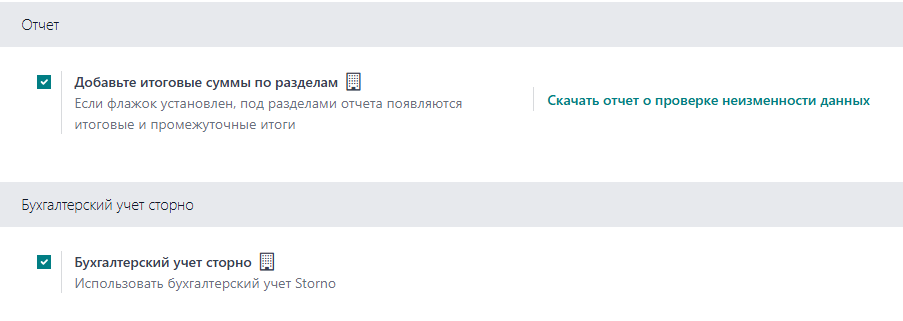 Отчет
Добавьте итоговые суммы по разделам
Если флажок установлен, под разделами отчета появляются
итоговые и промежуточные итоги
Скачать отчет о проверке неизменности данных
Бухгалтерский учет сторно
Бухгалтерский учет сторно
Использовать бухгалтерский учет Storno